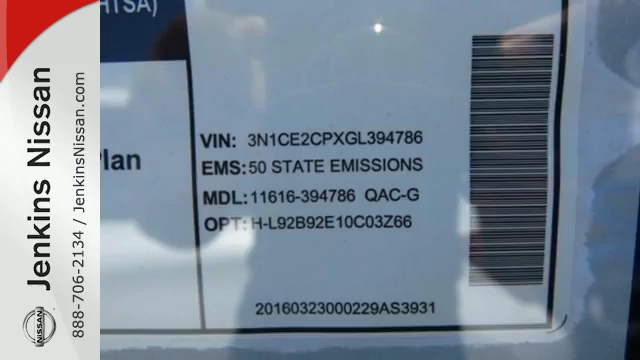 HTSA)
lan
VIN: 3N1CE2CPXGL394786
EMS: 50 STATE EMISSIONS
MDL: 11616-394786 QAC-G
OPT: H-L92B92E10C03Z66
20160323000229AS3931
Jenkins Nissan
888-706-2134 / JenkinsNissan.com
NISSAN